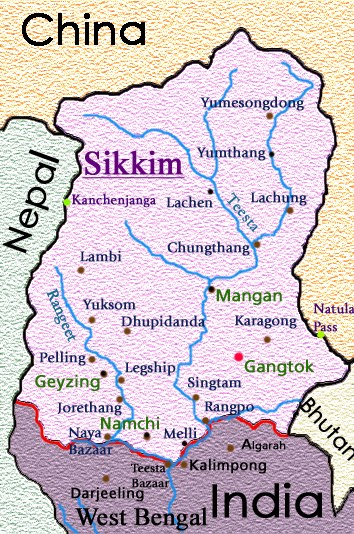 China
Yumesongdong
Nepal
Sikkim
Yumthang
Kanchenjanga
Lachen
Teesta
Lachung
Chungthang
Lambi
Rangeet
Mangan
Yuksom
Dhupidanda
Karagong
Natula
Pass
Pelling
Legship
Gangtok
Geyzing
Singtam
Jorethang
Rangpo
Namchi
Bhutan
Naya
Bazaar
Melli
Algarah
Teesta
Bazaar
Kalimpong
Darjeeling
India
West Bengal